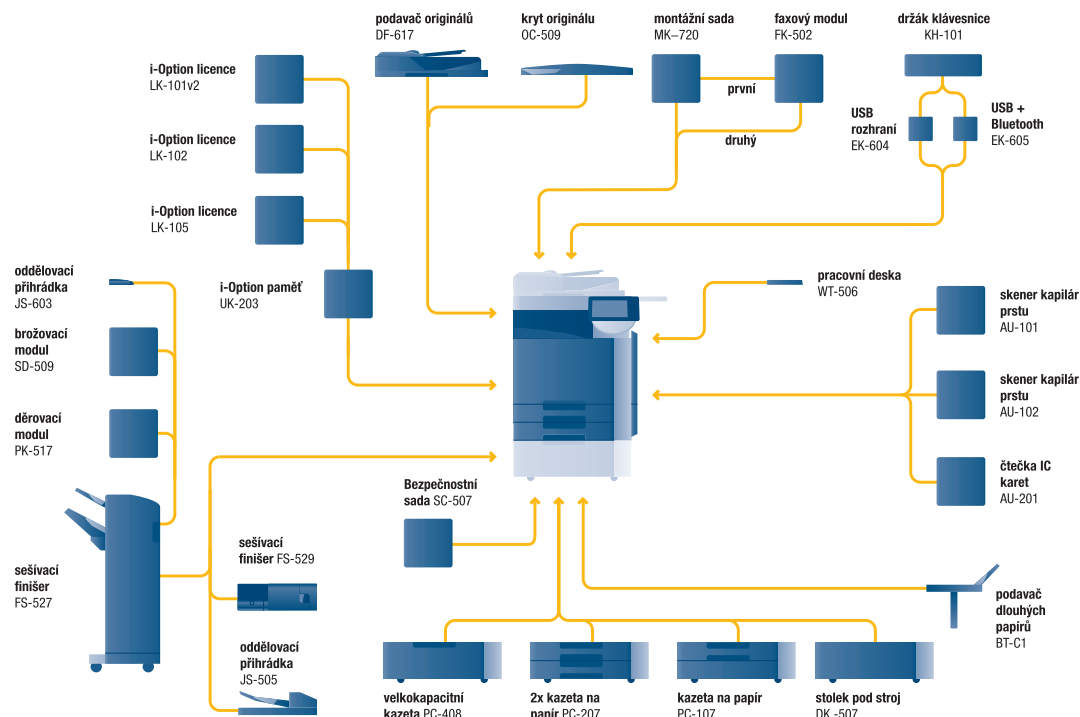 podavač originálů
DF-617
kryt originálu
OC-509
montážní sada
MK–720
faxový modul
FK-502
držák klávesnice
KH-101
první
druhý
USB
rozhraní
EK-604
USB +
Bluetooth
EK-605
i-Option licence
LK-101v2
i-Option licence
LK-102
i-Option licence
LK-105
i-Option paměť
UK-203
oddělovací
přihrádka
JS-603
brožovací
modul
SD-509
děrovací
modul
PK-517
sešívací
finišer
FS-527
sešívací
finišer FS-529
oddělovací
přihrádka
JS-505
pracovní deska
WT-506
skener kapilár
prstu
AU-101
skener kapilár
prstu
AU-102
čtečka IC
karet
AU-201
Bezpečnostní
sada SC-507
podavač
dlouhých
papírů
BT-C1
velkokapacitní
kazeta PC-408
2x kazeta na
papír PC-207
kazeta na papír
PC-107
stolek pod stroj
DK -507